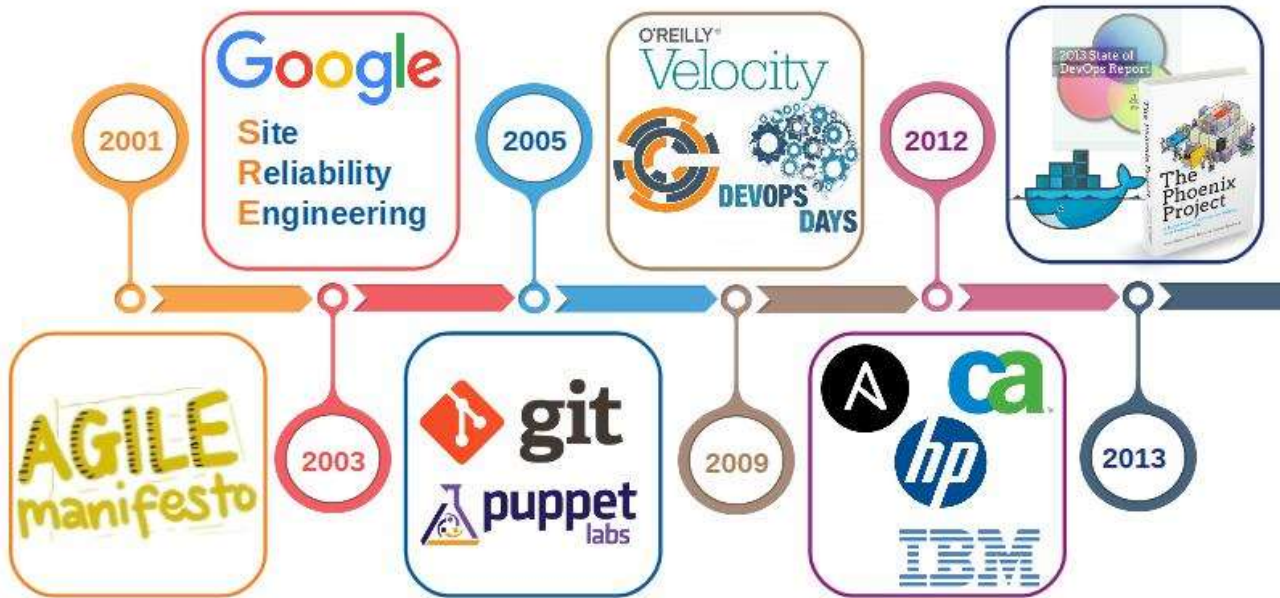 2001
AGILE
manifesto
Google
Site
Reliability
Engineering
2003
2005
git
puppet
labs
O'REILLY®
Velocity
DEVOPS
DAYS
2009
2012
ca
hp
IBM
2013 State of
DevOps Report
The
Phoenix
Project
2013